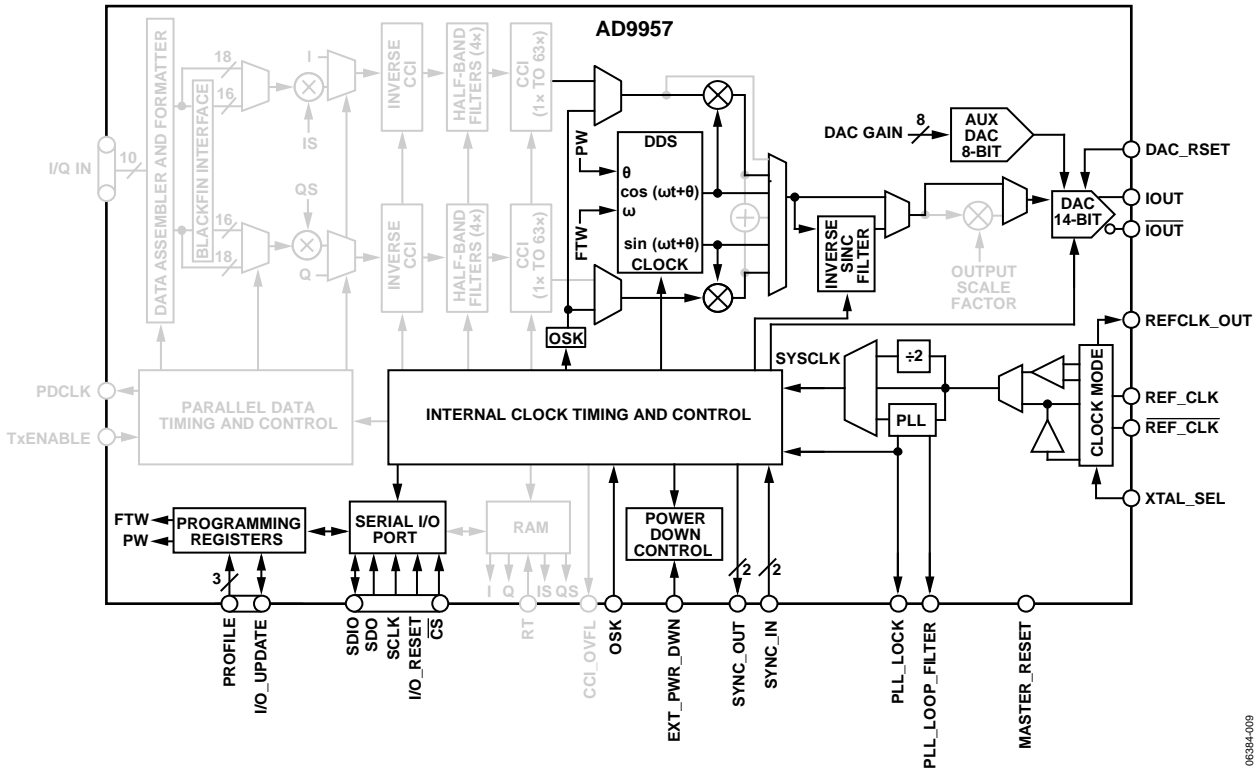 AD9957
I/Q IN
10
DATA ASSEMBLER AND FORMATTER
BLACKFIN INTERFACE
18
16
16
18
I
IS
QS
Q
INVERSE
CCI
HALF-BAND
FILTERS (4×)
CCI
(1× TO 63×)
INVERSE
CCI
HALF-BAND
FILTERS (4×)
CCI
(1× TO 63×)
PW
FTW
DDS
θ
cos (ωt+θ)
ω
sin (ωt+θ)
CLOCK
OSK
INVERSE
SINC
FILTER
OUTPUT
SCALE
FACTOR
DAC GAIN
8
AUX
DAC
8-BIT
DAC
14-BIT
DAC_RSET
IOUT
IOUT
REFCLK_OUT
REF_CLK
REF_CLK
XTAL_SEL
CLOCK MODE
SYSCLK
÷2
PLL
PDCLK
TxENABLE
PARALLEL DATA
TIMING AND CONTROL
INTERNAL CLOCK TIMING AND CONTROL
FTW
PW
PROGRAMMING
REGISTERS
SERIAL I/O
PORT
RAM
POWER
DOWN
CONTROL
3
I
Q
IS
QS
2
2
PROFILE
I/O_UPDATE
SDIO
SDO
SCLK
I/O_RESET
CS
RT
CCI_OVFL
OSK
EXT_PWR_DWN
SYNC_OUT
SYNC_IN
PLL_LOCK
PLL_LOOP_FILTER
MASTER_RESET
06384-009